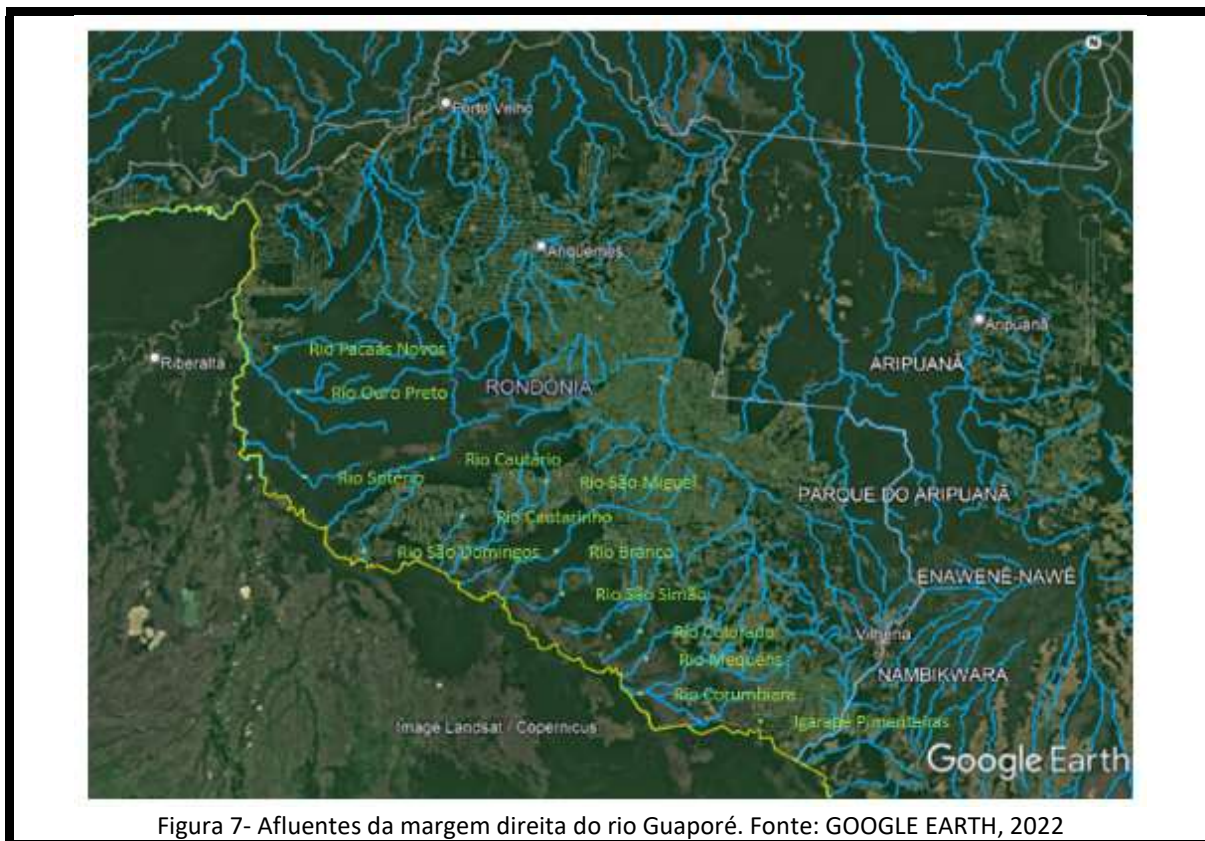 N
Porto Velho
Ariquemes
Aripuanã
Rio Pacaás Novos
Riberalta
ARIPUANÃ
RONDÔNIA
Rio Ouro Preto
Rio Cautário
Rio Sotério
Rio São Miguel
PARQUE DO ARIPUANÃ
Rio Cautarinho
Rio São Domingos
Rio Branco
ENAWENÊ-NAWÊ
Rio São Simão
Rio Colorado
Vilhena
Rio Mequéns
NAMBIKWARA
Rio Corumbiara
Igarapé Pimenteiras
Image Landsat / Copernicus
Google Earth
Figura 7- Afluentes da margem direita do rio Guaporé. Fonte: GOOGLE EARTH, 2022